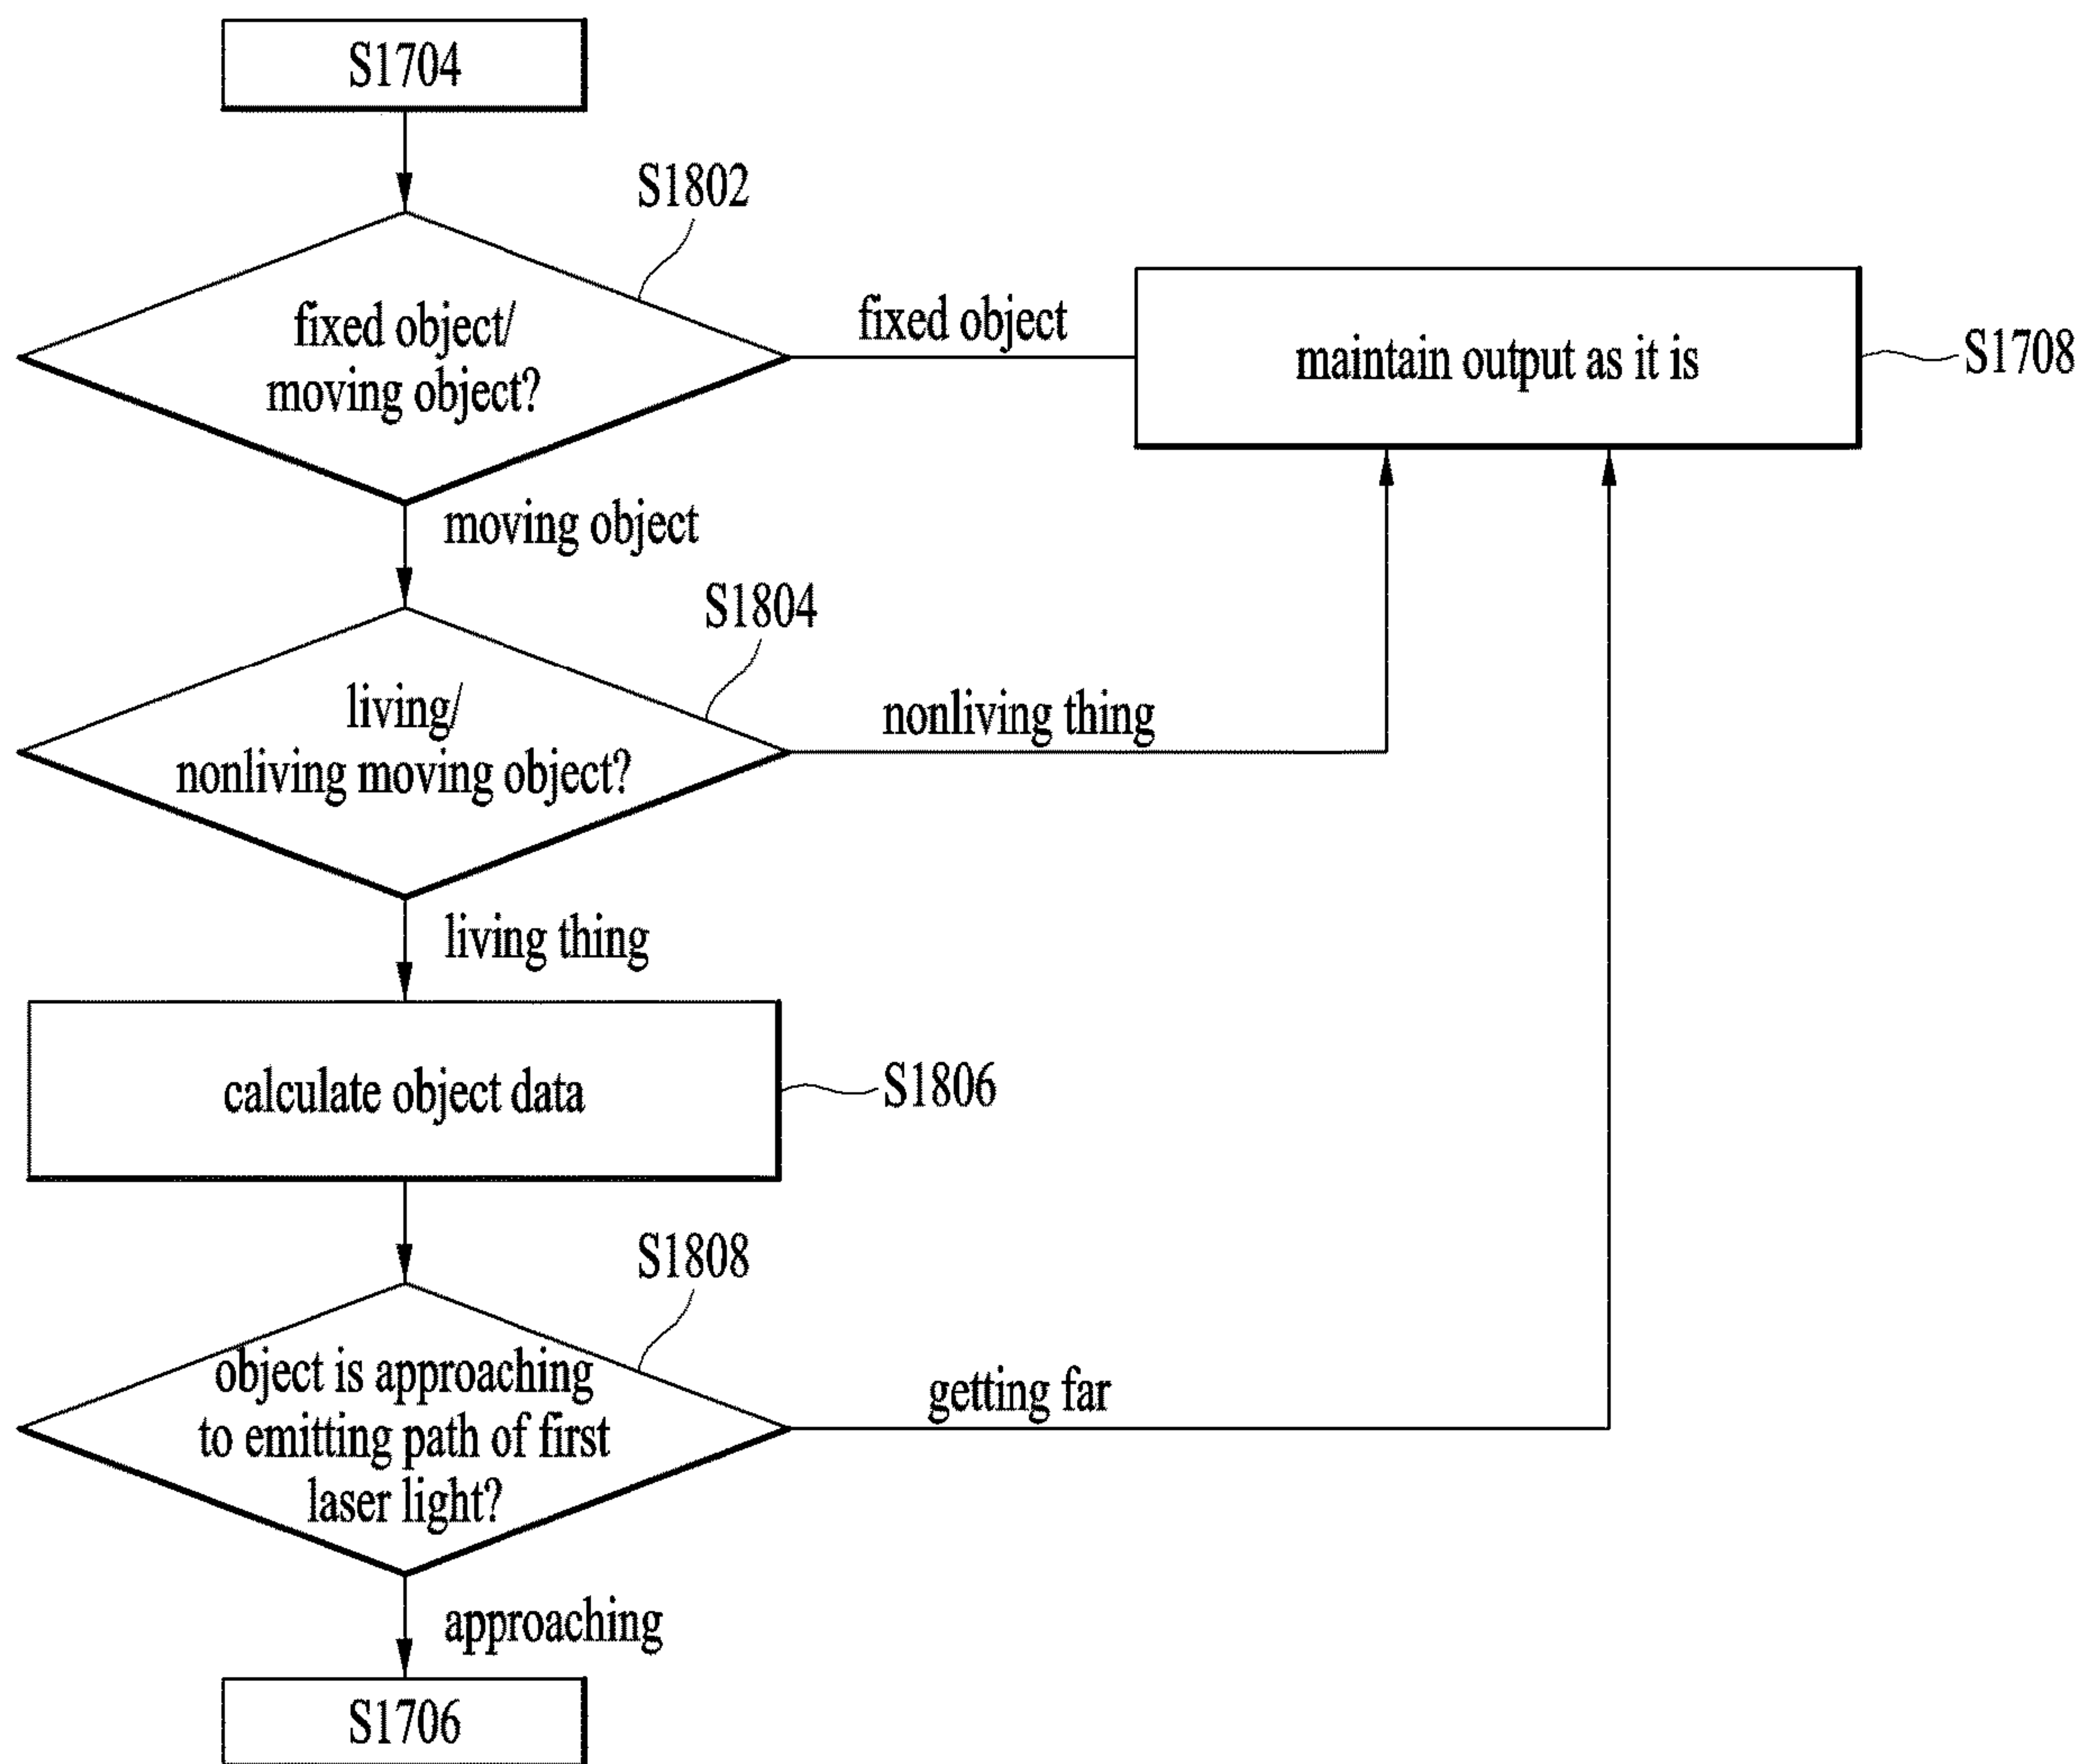 S1704
S1802
fixed object/
moving object?
fixed object
maintain output as it is
S1708
moving object
S1804
living/
nonliving moving object?
nonliving thing
living thing
calculate object data
S1806
S1808
object is approaching
to emitting path of first
laser light?
getting far
approaching
S1706